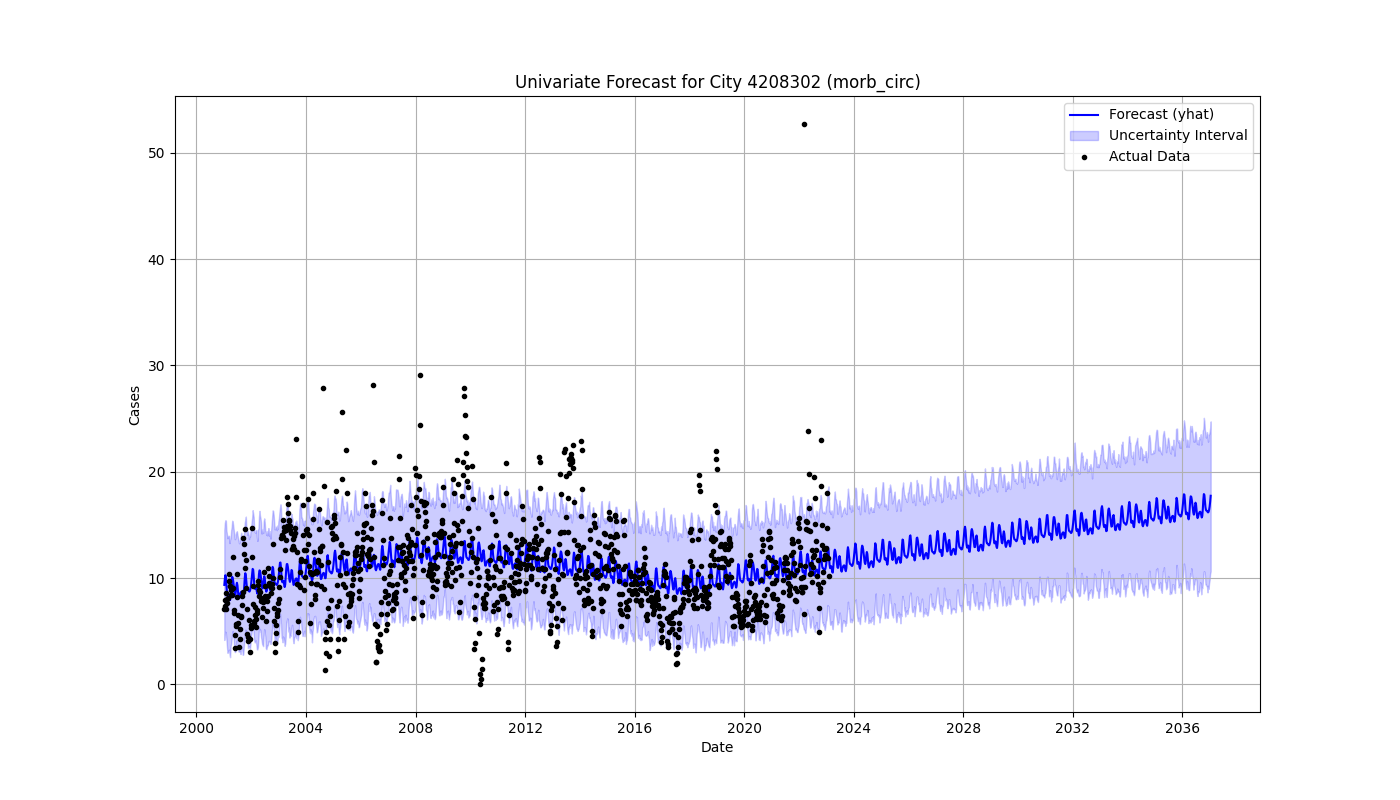 Univariate Forecast for City 4208302 (morb_circ)
Forecast (yhat)
Uncertainty Interval
Actual Data
Cases
50
40
30
20
10
0
2000 2004 2008 2012 2016 2020 2024 2028 2032 2036
Date